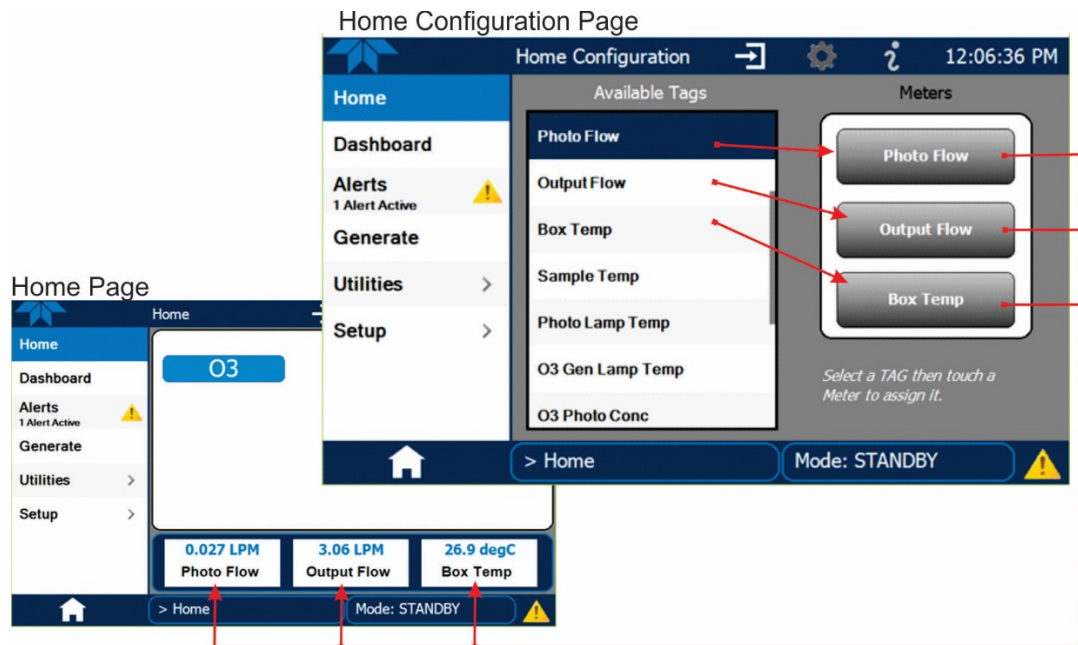 Home Configuration Page
Home Configuration
12:06:36 PM
Home
Dashboard
Alerts
1 Alert Active
Generate
Utilities >
Setup >
Available Tags
Photo Flow
Output Flow
Box Temp
Sample Temp
Photo Lamp Temp
O3 Gen Lamp Temp
O3 Photo Conc
Meters
Photo Flow
Output Flow
Box Temp
Select a TAG then touch a
Meter to assign it.
> Home
Mode: STANDBY
Home Page
Home
Home
Dashboard
Alerts
1 Alert Active
Generate
Utilities >
Setup >
O3
0.027 LPM
Photo Flow
3.06 LPM
Output Flow
26.9 degC
Box Temp
> Home
Mode: STANDBY